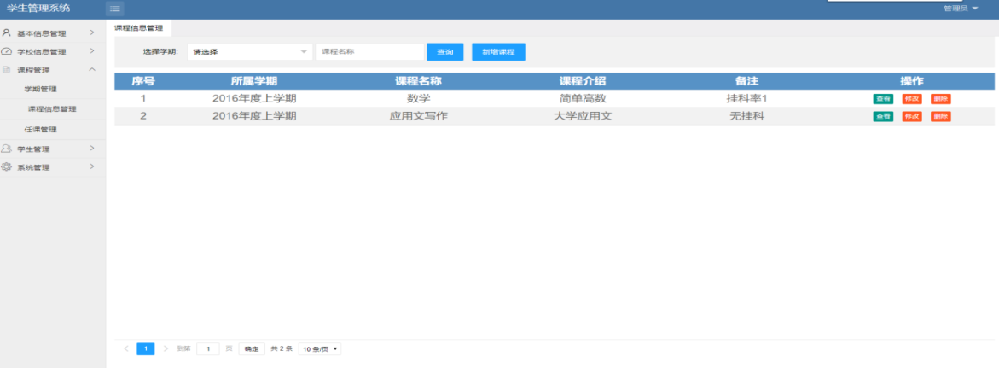 学生管理系统
管理员
基本信息管理
学校信息管理
课程管理
学期管理
课程信息管理
任课管理
学生管理
系统管理
课程信息管理
选择学期: 请选择 课程名称 查询 新增课程
序号 所属学期 课程名称 课程介绍 备注 操作
1 2016年度上学期 数学 简单高数 挂科率1 查看 修改 删除
2 2016年度上学期 应用文写作 大学应用文 无挂科 查看 修改 删除
< 1 > 到第 1 页 确定 共 2 条 10 条/页